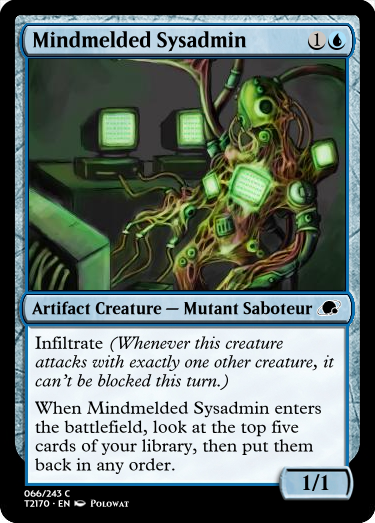 Mindmelded Sysadmin 1
Artifact Creature — Mutant Saboteur
Infiltrate (Whenever this creature
attacks with exactly one other creature, it
can't be blocked this turn.)
When Mindmelded Sysadmin enters
the battlefield, look at the top five
cards of your library, then put them
back in any order.
1/1
066/243 C
T2170 · EN Polowat